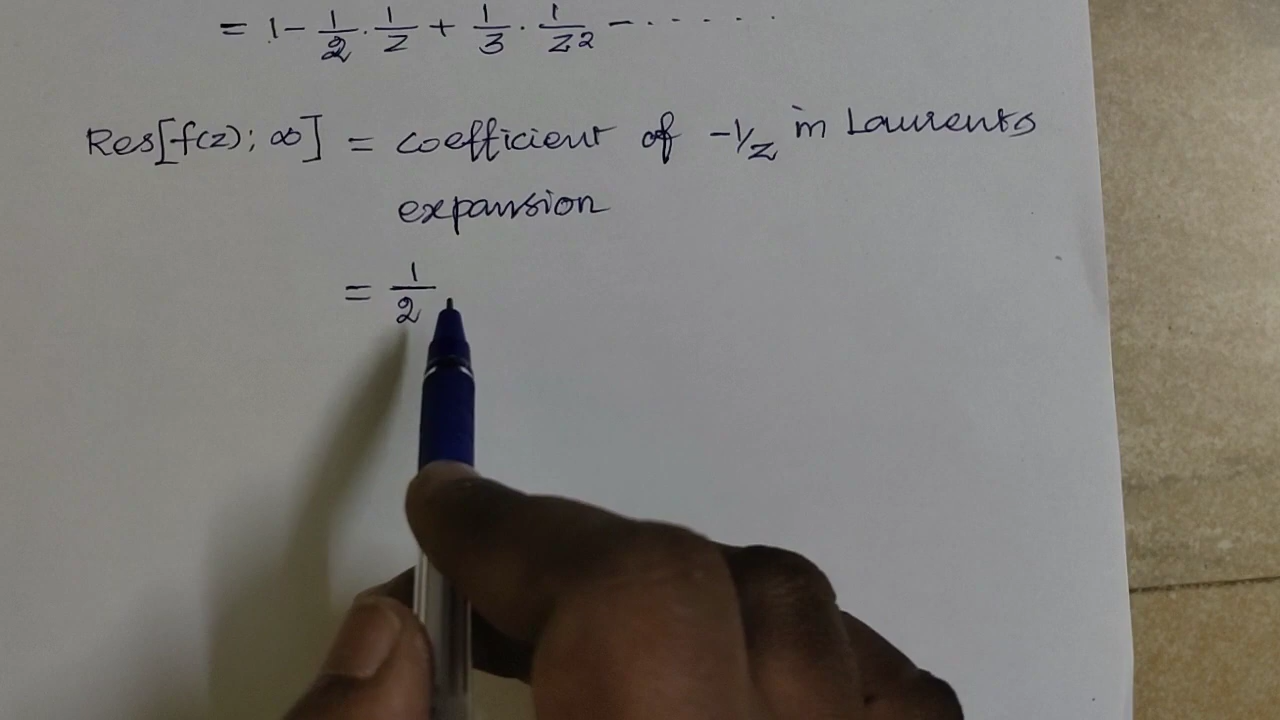 = 1 - 1/2 · 1/z + 1/3 · 1/z² - ......
Res[f(z); ∞] = coefficient of -1/z in Laurents
expansion
= 1/2